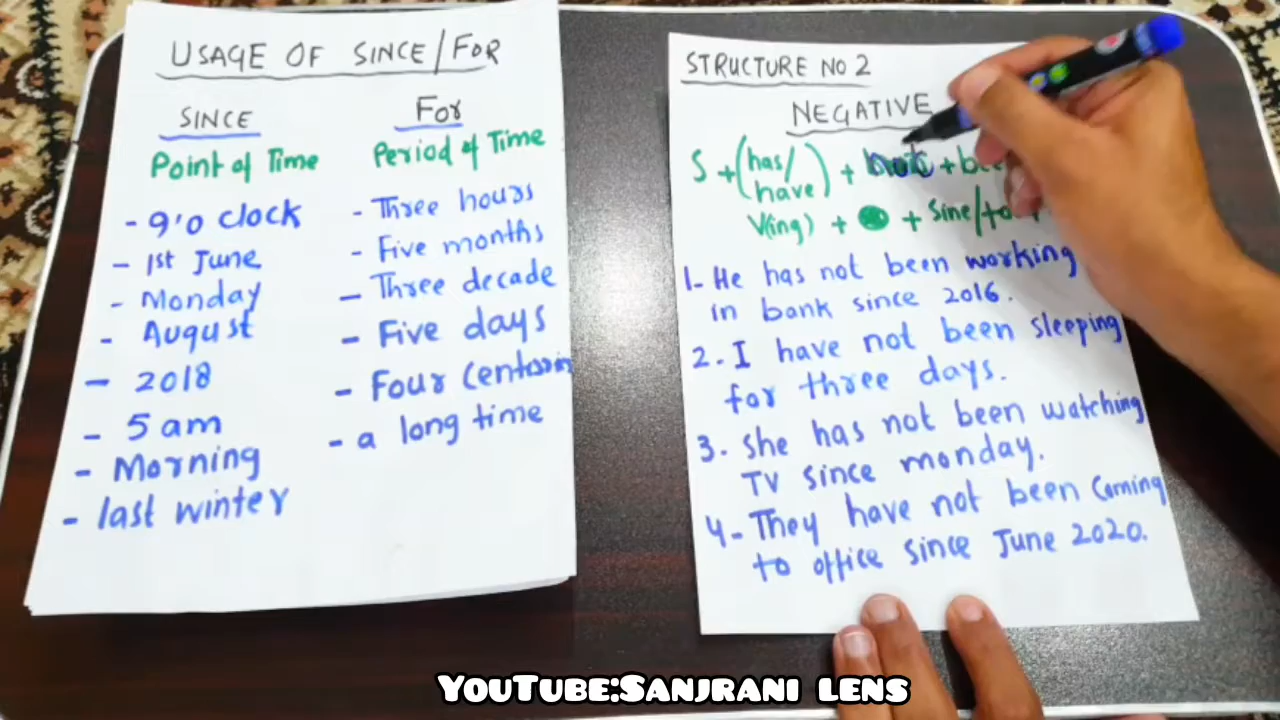 USAGE OF SINCE/FOR
SINCE
Point of Time
- 9'o clock
- 1st June
- Monday
- August
- 2018
- 5 am
- Morning
- last winter
For
Period of Time
- Three hours
- Five months
- Three decade
- Five days
- Four
- a long time
STRUCTURE NO 2
NEGATIVE
S + (has/
have) + not +
V(ing) + + Sine/
1- He has not been working
in bank since 2016.
2. I have not been sleeping
for three days.
3. She has not been watching
TV since monday.
4- They have not been Coming
to office since June 2020.
YOUTUBE:SANJRANI LENS